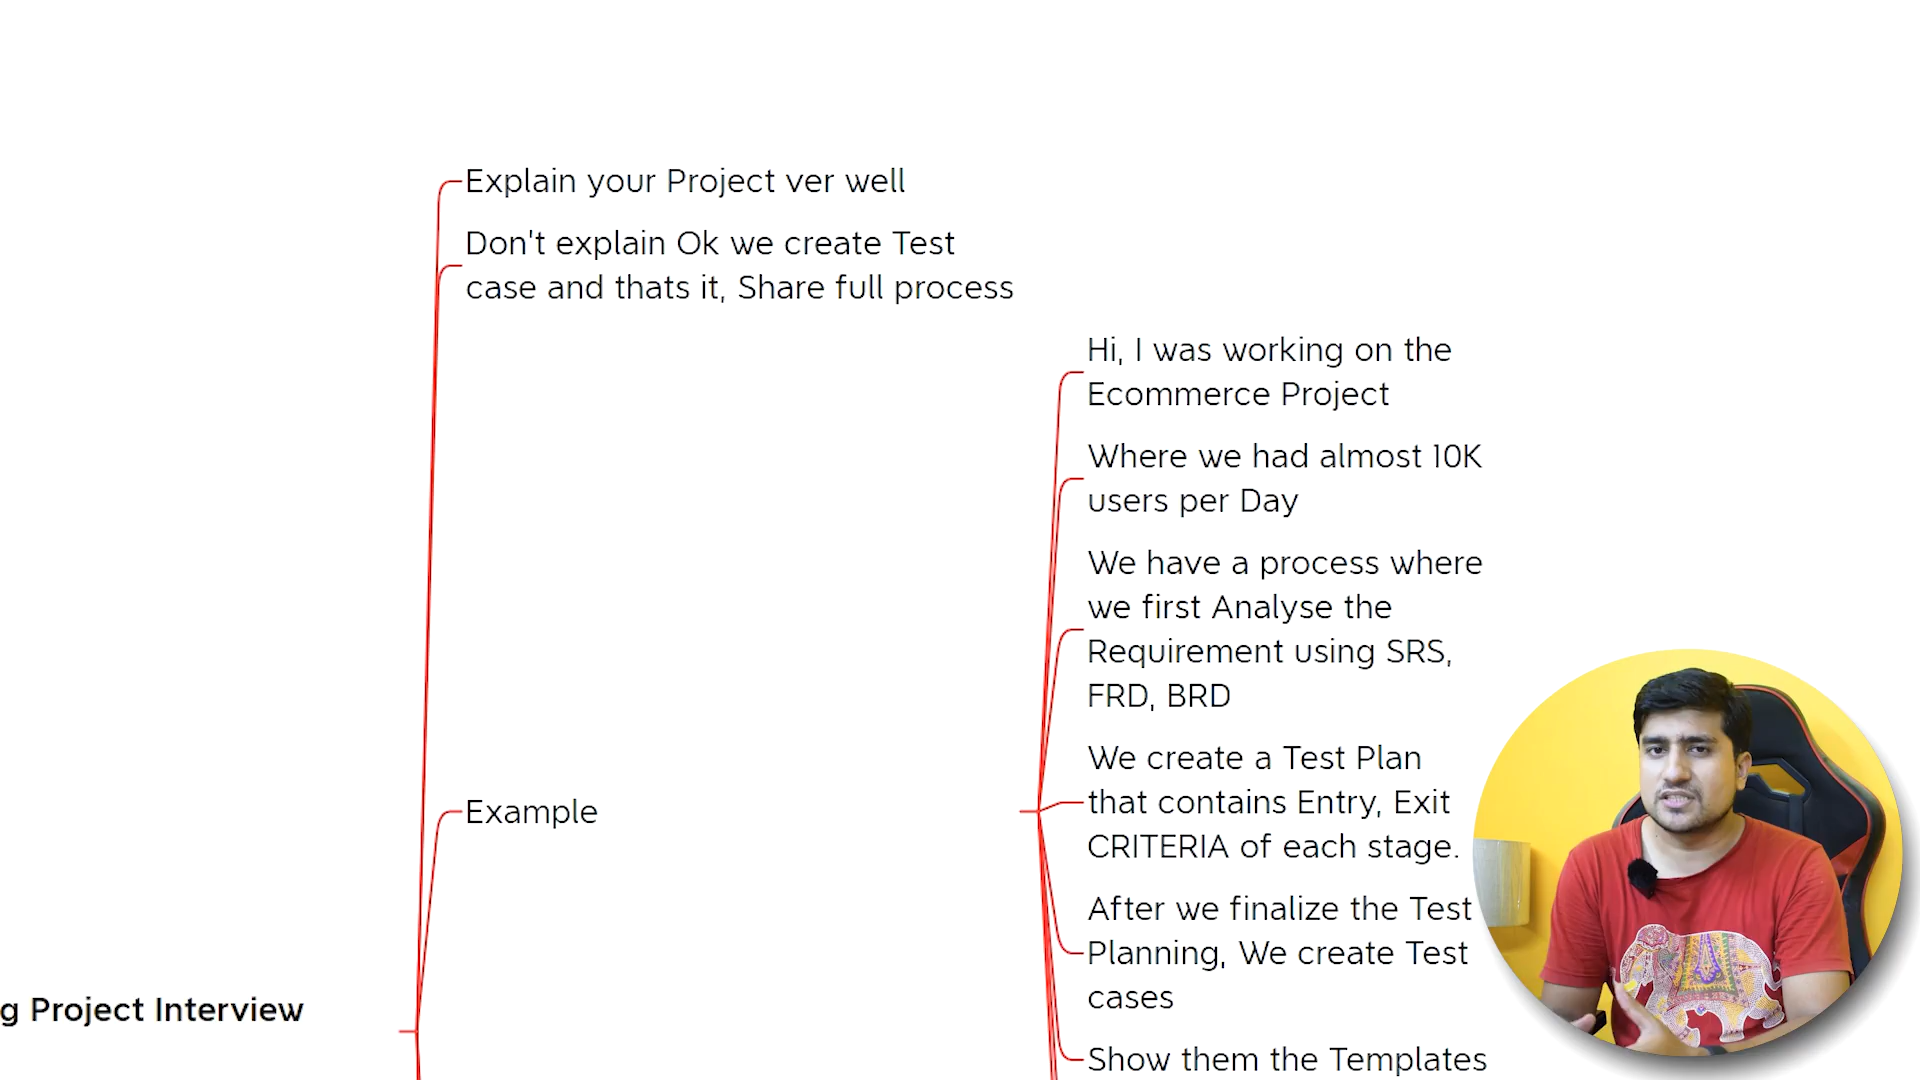 Explain your Project ver well
Don't explain Ok we create Test
case and thats it, Share full process
Hi, I was working on the
Ecommerce Project
Where we had almost 10K
users per Day
We have a process where
we first Analyse the
Requirement using SRS,
FRD, BRD
We create a Test Plan
that contains Entry, Exit
CRITERIA of each stage.
Example
After we finalize the Test
Planning, We create Test
cases
g Project Interview
Show them the Templates